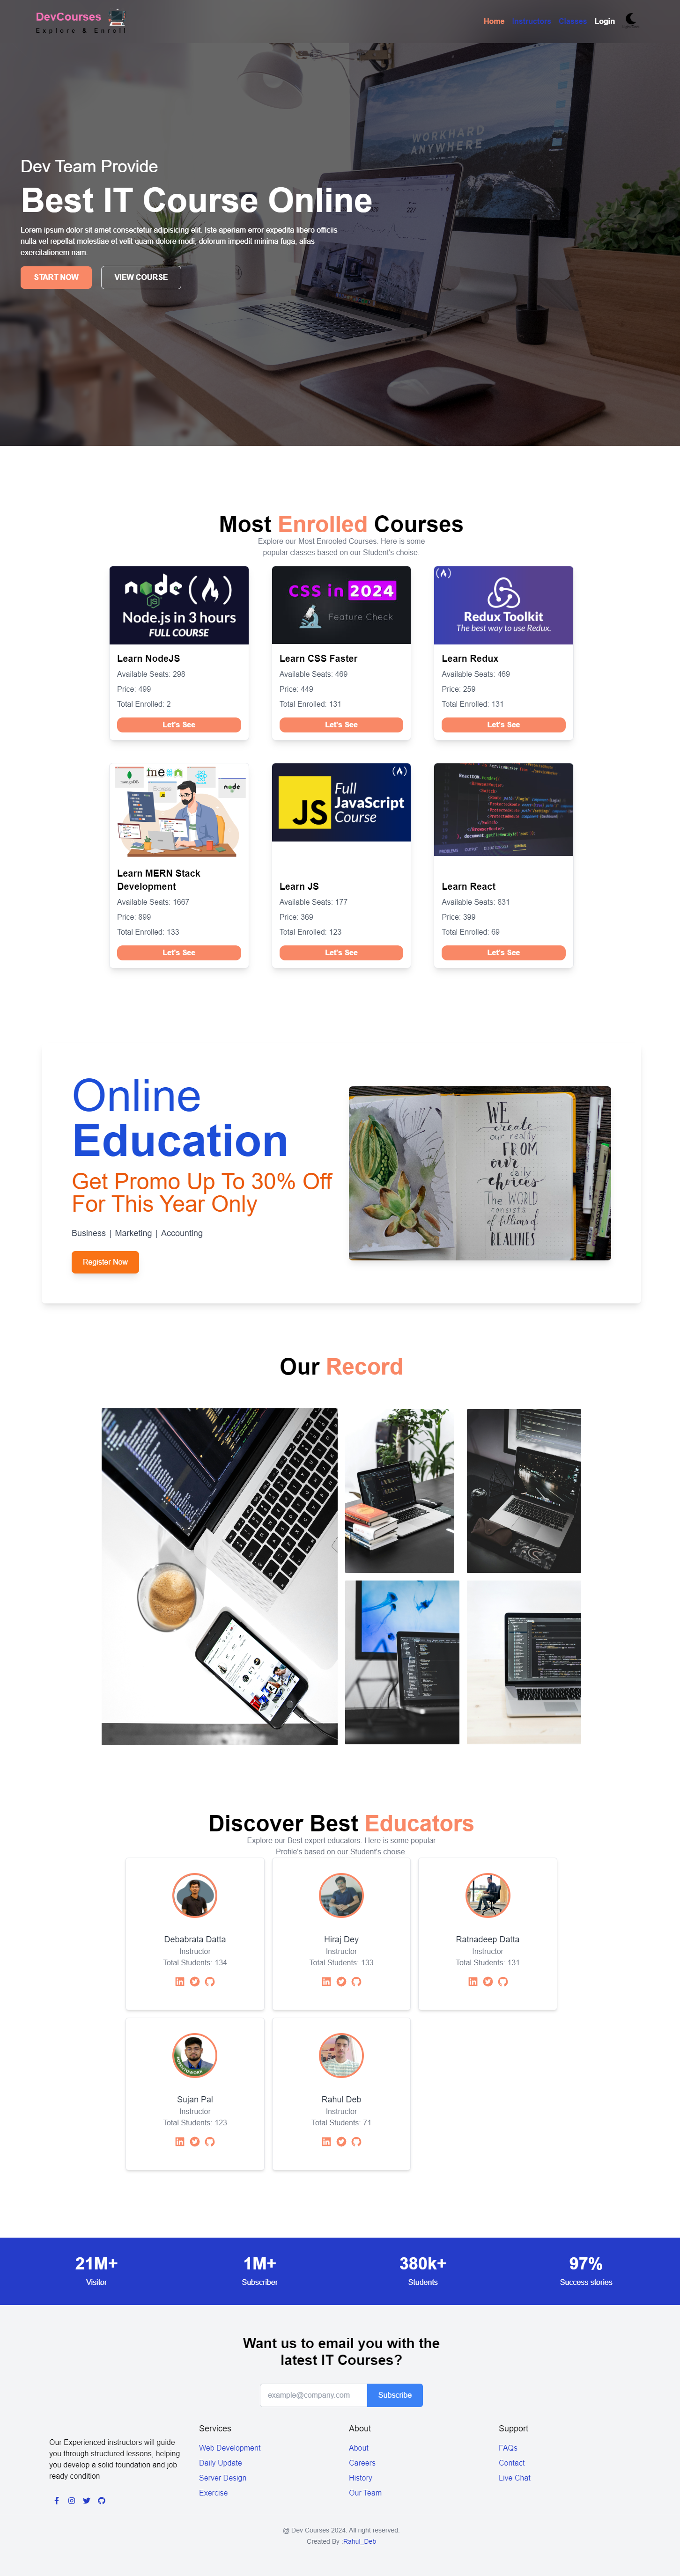 DevCourses
Explore & Enroll
Home Instructors Classes Login
WORKHARD
ANYWHERE
Dev Team Provide
Best IT Course Online
Lorem ipsum dolor sit amet consectetur adipisicing elit. Iste aperiam error expedita libero officiis
nulla vel repellat molestiae et velit quam dolore modi, dolorum impedit minima fuga, alias
exercitationem nam.
START NOW VIEW COURSE
Most Enrolled Courses
Explore our Most Enrooled Courses. Here is some
popular classes based on our Student's choise.
node
JS
Node.js in 3 hours
FULL COURSE
CSS in 2024
Feature Check
Redux Toolkit
The best way to use Redux.
Learn NodeJS
Available Seats: 298
Price: 499
Total Enrolled: 2
Let's See
Learn CSS Faster
Available Seats: 469
Price: 449
Total Enrolled: 131
Let's See
Learn Redux
Available Seats: 469
Price: 259
Total Enrolled: 131
Let's See
mongoDB
Express
node
JS
Full
JavaScript
Course
Learn MERN Stack
Development
Available Seats: 1667
Price: 899
Total Enrolled: 133
Let's See
Learn JS
Available Seats: 177
Price: 369
Total Enrolled: 123
Let's See
Learn React
Available Seats: 831
Price: 399
Total Enrolled: 69
Let's See
Online
Education
Get Promo Up To 30% Off
For This Year Only
Business | Marketing | Accounting
Register Now
WE
create
our reality
FROM
our daily
choices
THE WORLD
consists
of billions of
REALITIES
Our Record
Discover Best Educators
Explore our Best expert educators. Here is some popular
Profile's based on our Student's choise.
Debabrata Datta
Instructor
Total Students: 134
Hiraj Dey
Instructor
Total Students: 133
Ratnadeep Datta
Instructor
Total Students: 131
Sujan Pal
Instructor
Total Students: 123
Rahul Deb
Instructor
Total Students: 71
21M+ 1M+ 380k+ 97%
Visitor Subscriber Students Success stories
Want us to email you with the
latest IT Courses?
example@company.com Subscribe
Our Experienced instructors will guide
you through structured lessons, helping
you develop a solid foundation and job
ready condition
Services
Web Development
Daily Update
Server Design
Exercise
About
About
Careers
History
Our Team
Support
FAQs
Contact
Live Chat
@ Dev Courses 2024. All right reserved.
Created By :Rahul_Deb